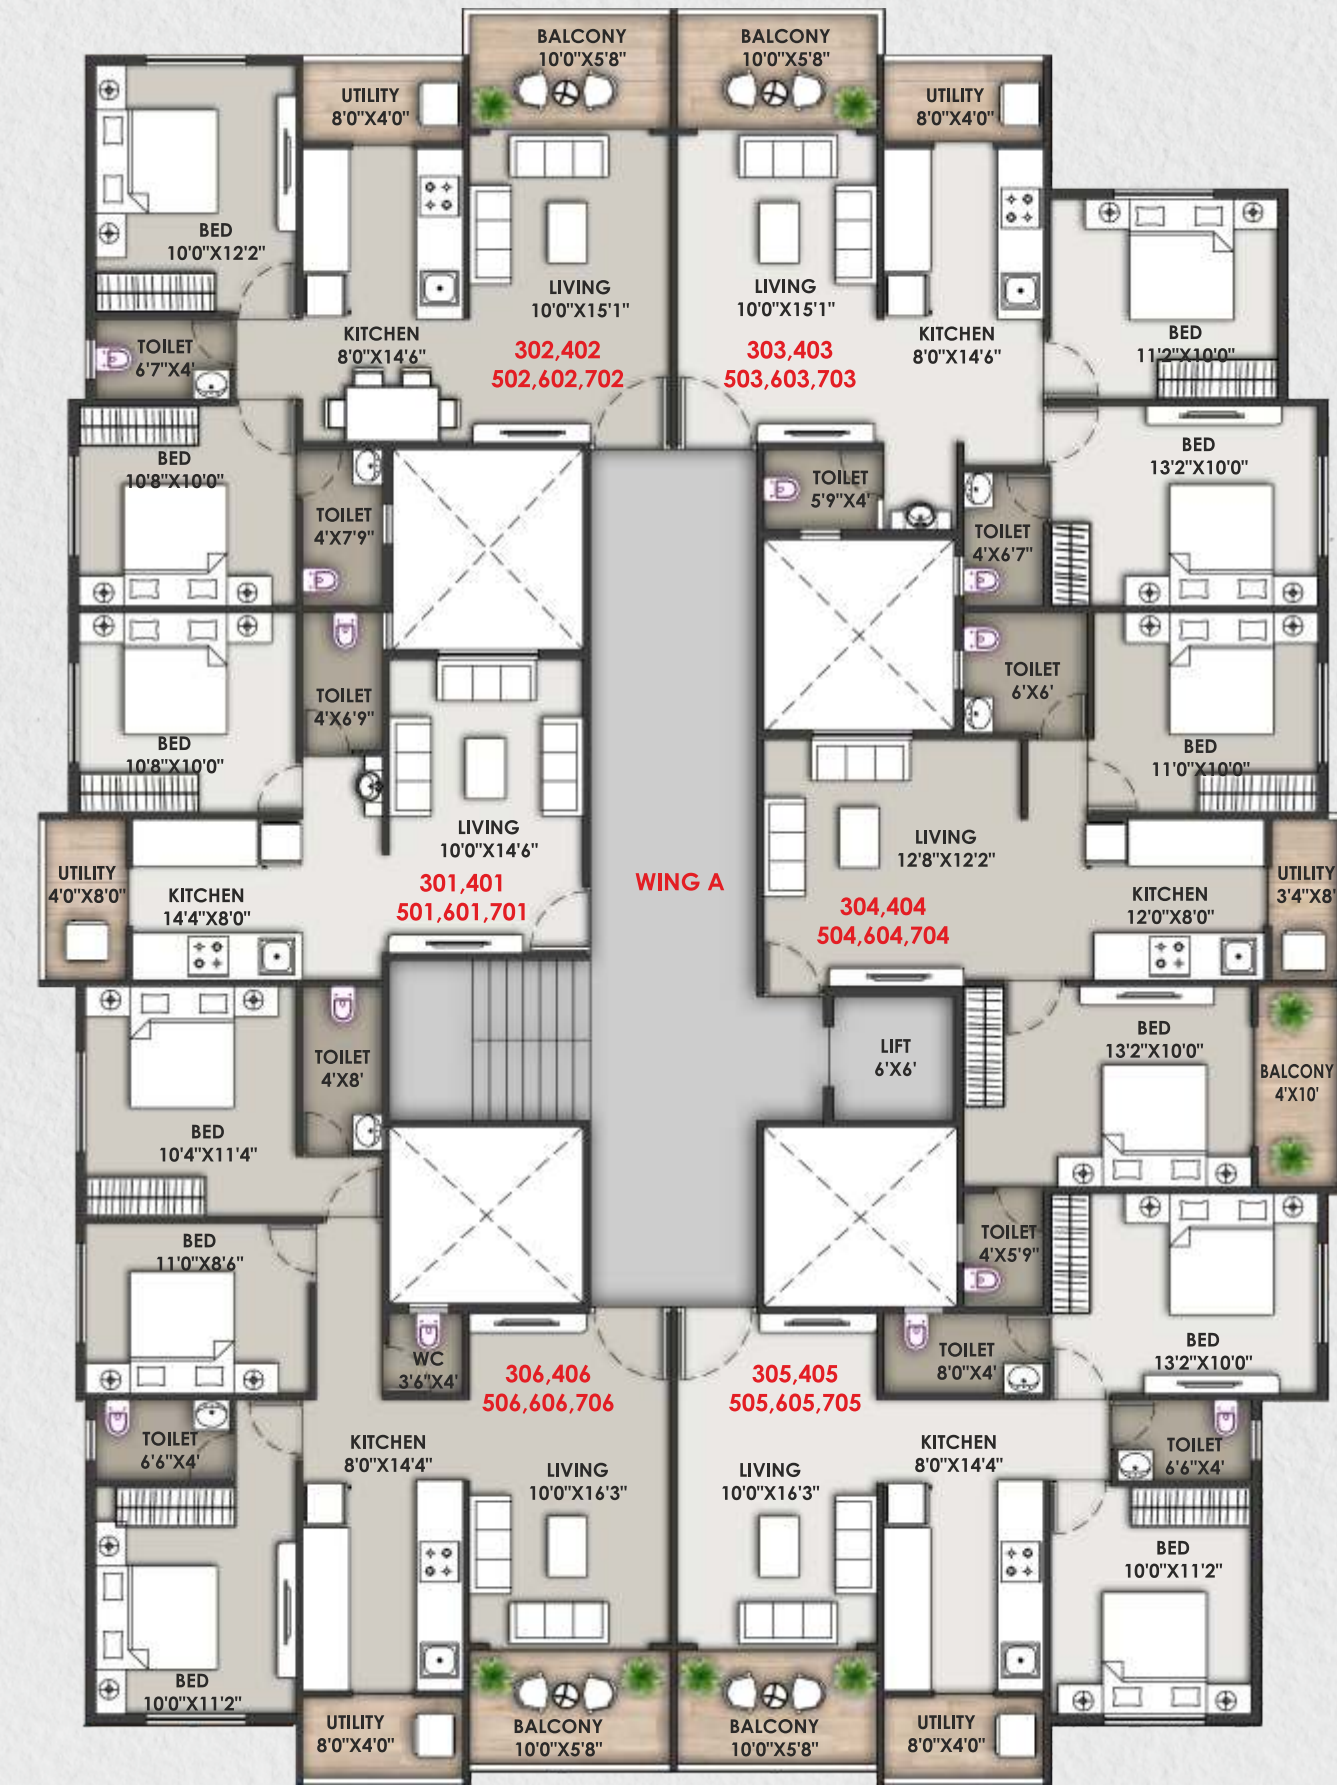 BALCONY
10'0"X5'8"
BALCONY
10'0"X5'8"
UTILITY
8'0"X4'0"
UTILITY
8'0"X4'0"
BED
10'0"X12'2"
LIVING
10'0"X15'1"
LIVING
10'0"X15'1"
KITCHEN
8'0"X14'6"
KITCHEN
8'0"X14'6"
BED
11'2"X10'0"
TOILET
6'7"X4'
302,402
502,602,702
303,403
503,603,703
BED
10'8"X10'0"
BED
13'2"X10'0"
TOILET
5'9"X4'
TOILET
4'X7'9"
TOILET
4'X6'7"
TOILET
4'X6'9"
TOILET
6'X6'
BED
10'8"X10'0"
BED
11'0"X10'0"
LIVING
10'0"X14'6"
LIVING
12'8"X12'2"
UTILITY
4'0"X8'0"
KITCHEN
14'4"X8'0"
301,401
501,601,701
WING A
304,404
504,604,704
KITCHEN
12'0"X8'0"
UTILITY
3'4"X8'
TOILET
4'X8'
LIFT
6'X6'
BED
13'2"X10'0"
BALCONY
4'X10'
BED
10'4"X11'4"
BED
11'0"X8'6"
TOILET
4'X5'9"
WC
3'6"X4'
306,406
506,606,706
305,405
505,605,705
TOILET
8'0"X4'
BED
13'2"X10'0"
TOILET
6'6"X4'
KITCHEN
8'0"X14'4"
LIVING
10'0"X16'3"
LIVING
10'0"X16'3"
KITCHEN
8'0"X14'4"
TOILET
6'6"X4'
BED
10'0"X11'2"
BED
10'0"X11'2"
UTILITY
8'0"X4'0"
BALCONY
10'0"X5'8"
BALCONY
10'0"X5'8"
UTILITY
8'0"X4'0"